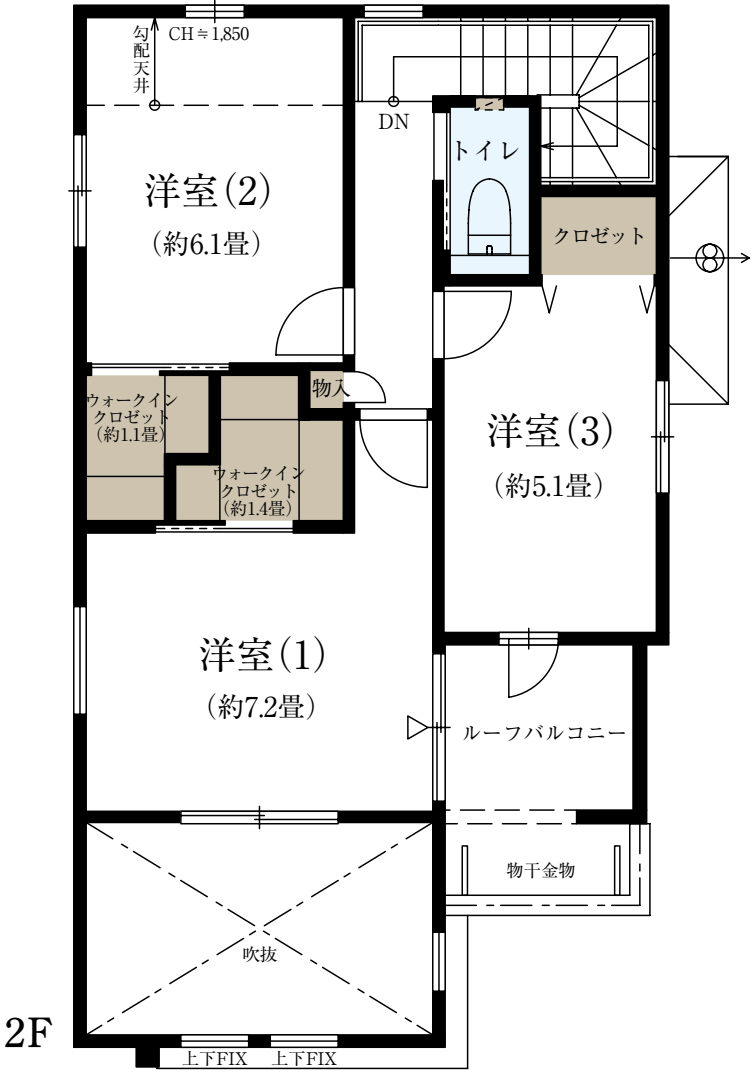 勾配天井
CH≒1,850
DN
トイレ
洋室(2)
(約6.1畳)
クロゼット
物入
ウォークイン
クロゼット
(約1.1畳)
洋室(3)
(約5.1畳)
ウォークイン
クロゼット
(約1.4畳)
洋室(1)
(約7.2畳)
ルーフバルコニー
物干金物
吹抜
2F
上下FIX
上下FIX